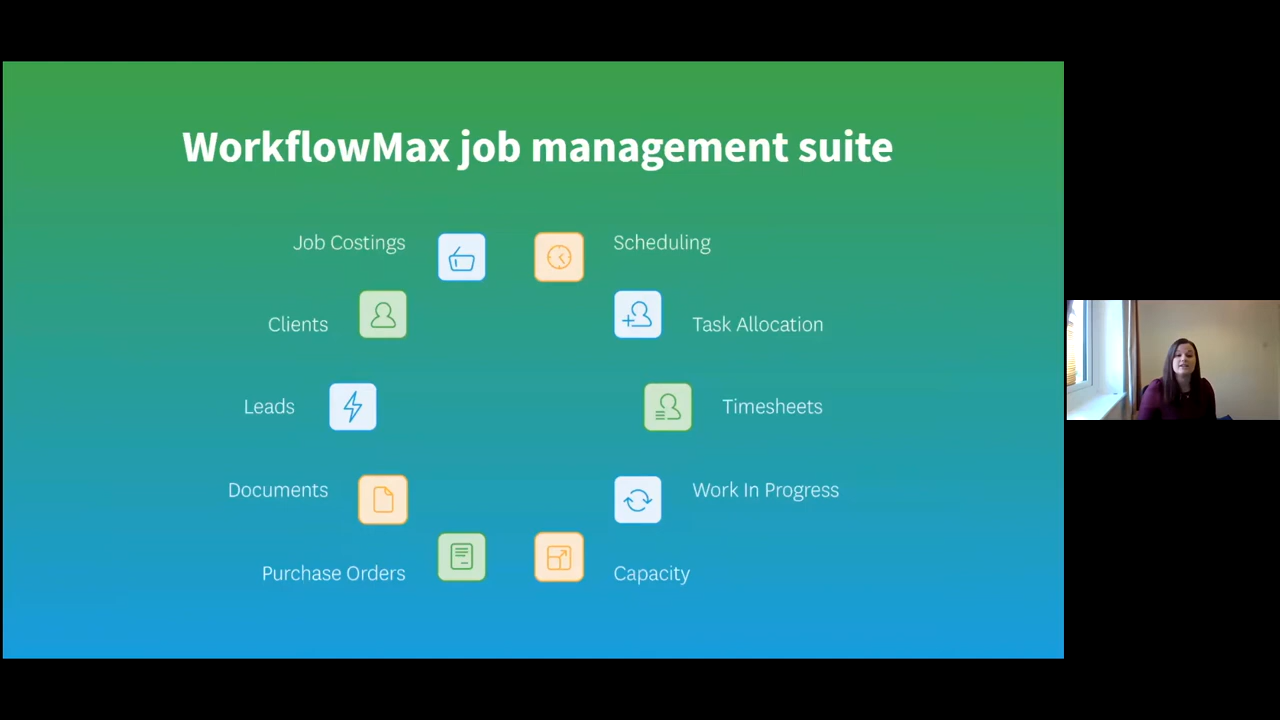 WorkflowMax job management suite
Job Costings
Scheduling
Clients
Task Allocation
Leads
Timesheets
Documents
Work In Progress
Purchase Orders
Capacity